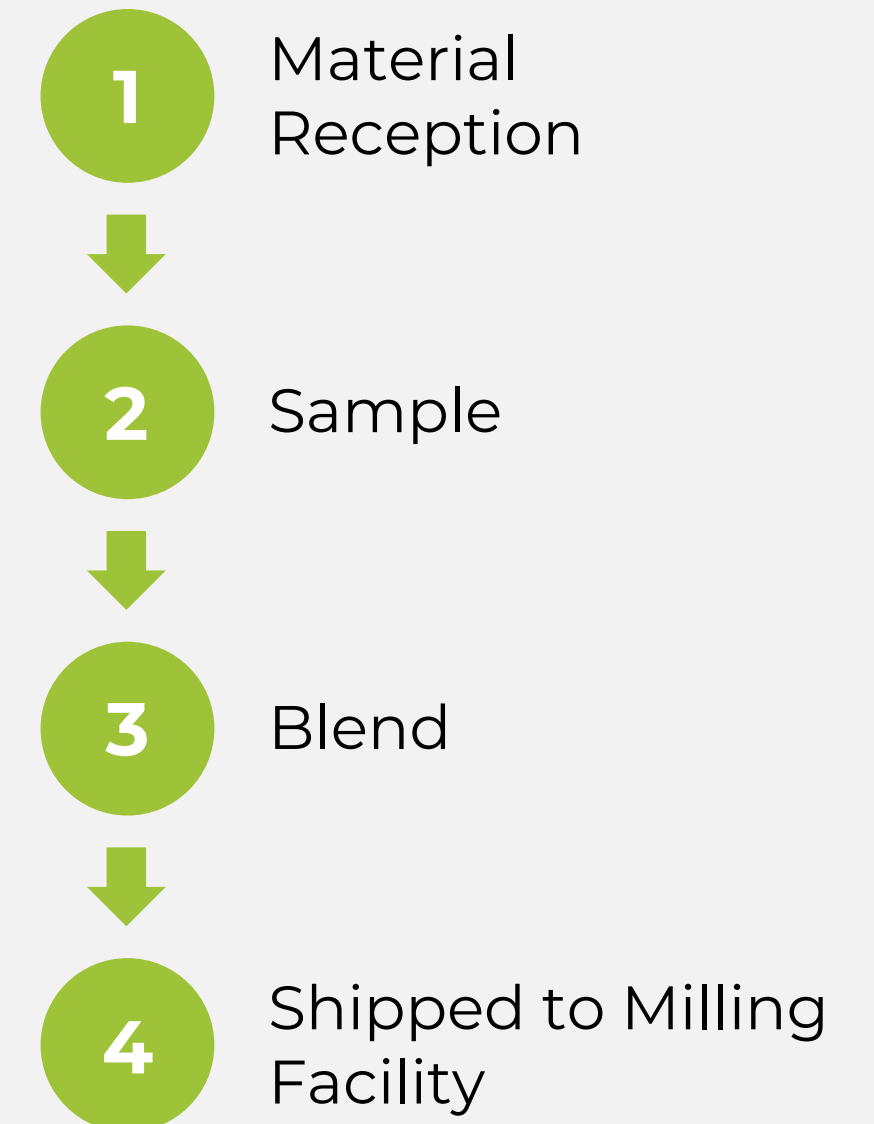 1
Material
Reception
2
Sample
3
Blend
4
Shipped to Milling
Facility